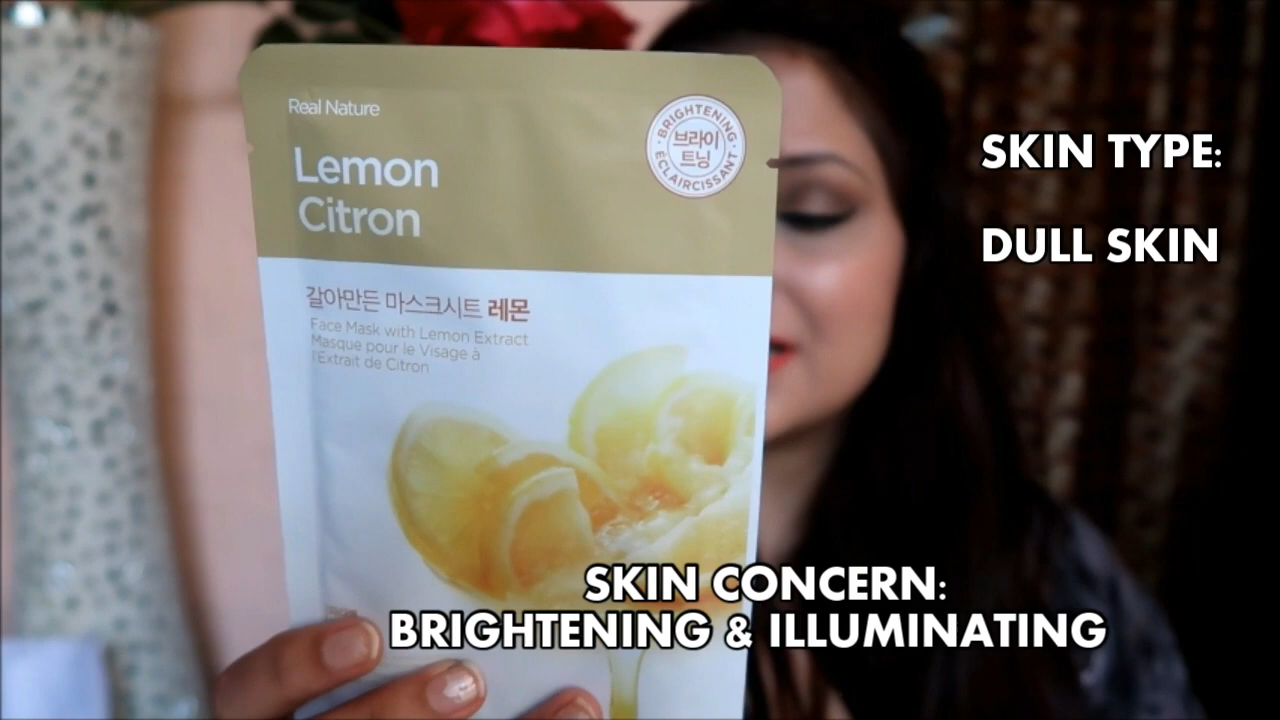 Real Nature
Lemon
Citron
BRIGHTENING
브라이
트닝
ÉCLAIRCISSANT
갈아만든 마스크시트 레몬
Face Mask with Lemon Extract
Masque pour le Visage à
l'Extrait de Citron
SKIN TYPE:
DULL SKIN
SKIN CONCERN:
BRIGHTENING & ILLUMINATING